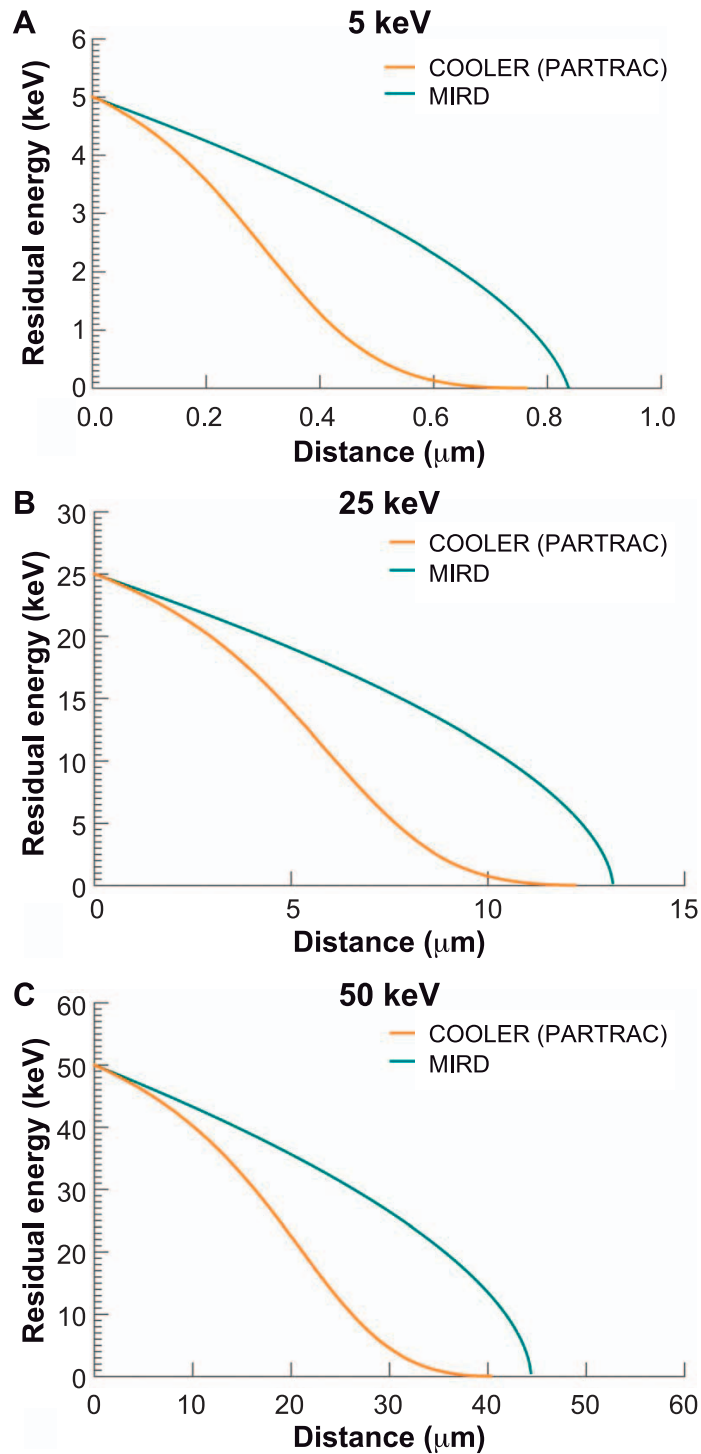 A
5 keV
COOLER (PARTRAC)
MIRD
Residual energy (keV)
6
5
4
3
2
1
0
0.0 0.2 0.4 0.6 0.8 1.0
Distance (μm)
B
25 keV
COOLER (PARTRAC)
MIRD
Residual energy (keV)
30
25
20
15
10
5
0
0 5 10 15
Distance (μm)
C
50 keV
COOLER (PARTRAC)
MIRD
Residual energy (keV)
60
50
40
30
20
10
0
0 10 20 30 40 50 60
Distance (μm)